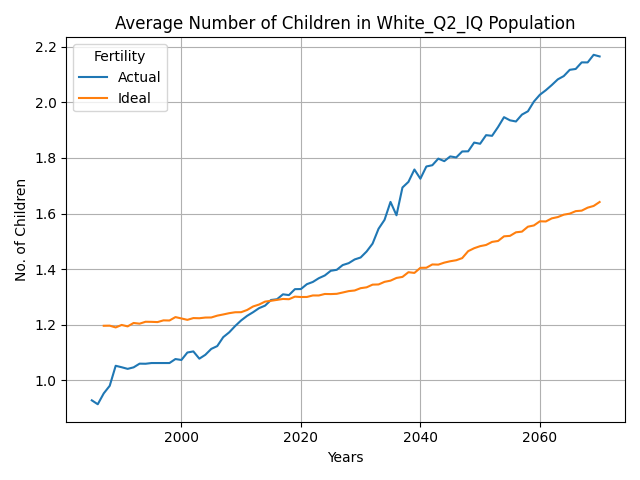 Average Number of Children in White_Q2_IQ Population
Fertility
Actual
Ideal
No. of Children
2.2
2.0
1.8
1.6
1.4
1.2
1.0
2000
2020
2040
2060
Years